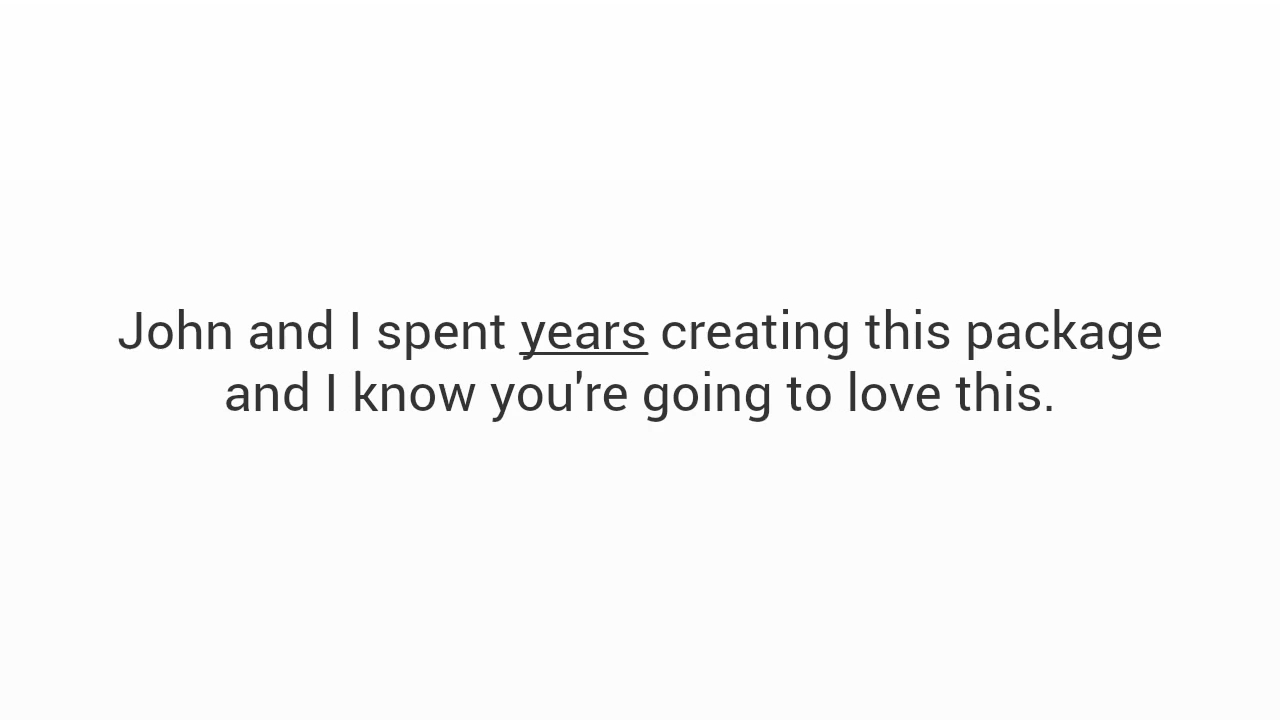 John and I spent years creating this package
and I know you're going to love this.